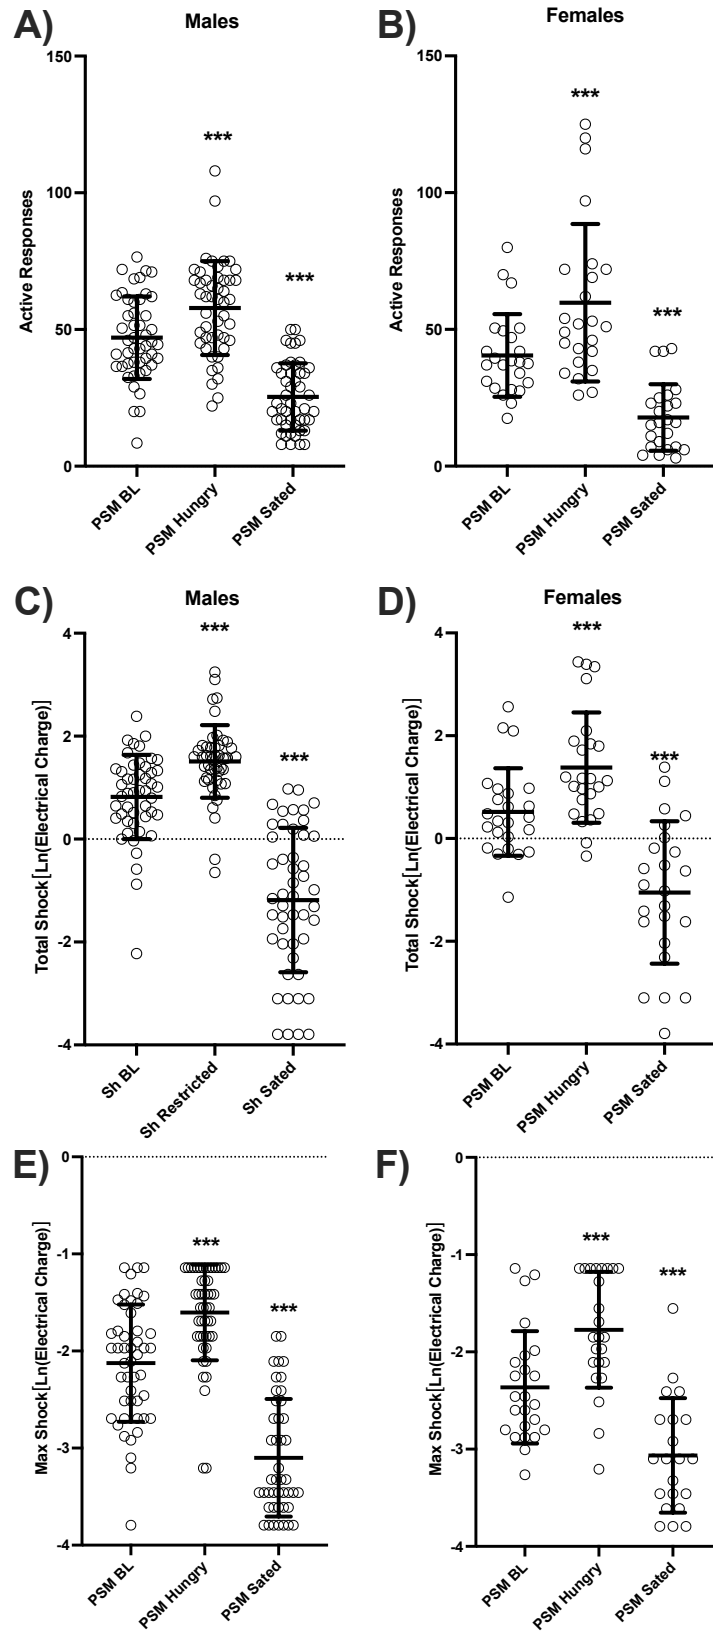 A)
Males
150
100
50
0
Active Responses
***
***
PSM BL
PSM Hungry
PSM Sated
B)
Females
150
100
50
0
Active Responses
***
***
PSM BL
PSM Hungry
PSM Sated
C)
Males
4
2
0
-2
-4
Total Shock[Ln(Electrical Charge)]
***
***
Sh BL
Sh Restricted
Sh Sated
D)
Females
4
2
0
-2
-4
Total Shock[Ln(Electrical Charge)]
***
***
PSM BL
PSM Hungry
PSM Sated
E)
0
-1
-2
-3
-4
Max Shock[Ln(Electrical Charge)]
***
***
PSM BL
PSM Hungry
PSM Sated
F)
0
-1
-2
-3
-4
Max Shock[Ln(Electrical Charge)]
***
***
PSM BL
PSM Hungry
PSM Sated